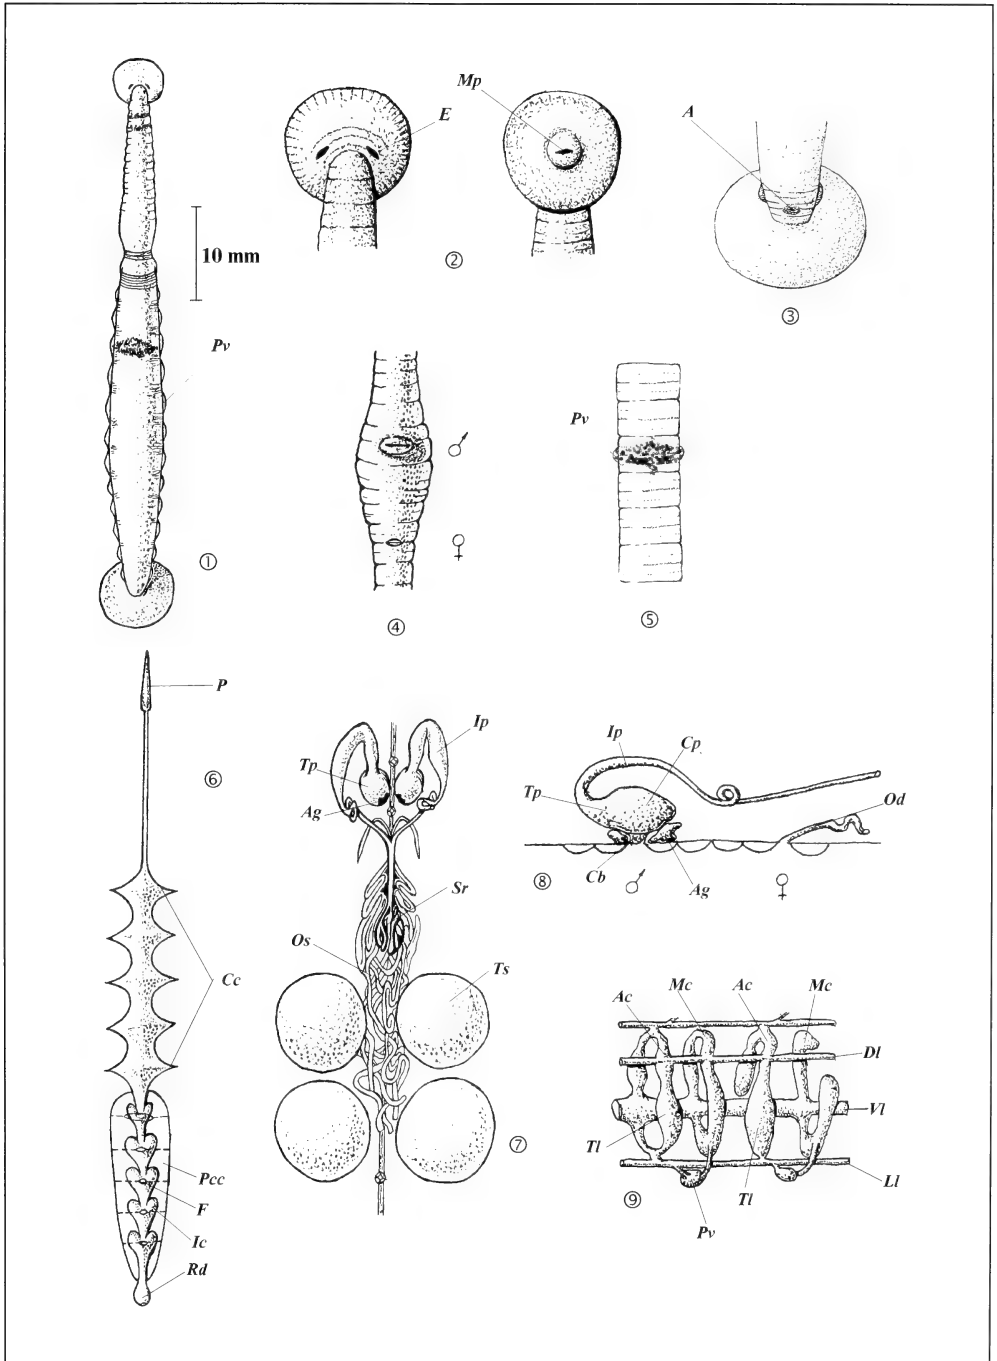 Mp
E
A
②
10 mm
③
Pv
Pv
♂
♀
①
④
⑤
P
⑥
Ip
Tp
Ag
Ip
Cp
Tp
Od
Cb
Ag
⑧
♂
♀
Sr
Os
Ts
Cc
Ac
Mc
Ac
Mc
Dl
Vl
Tl
Ll
Tl
Pv
⑨
⑦
Pcc
F
Ic
Rd